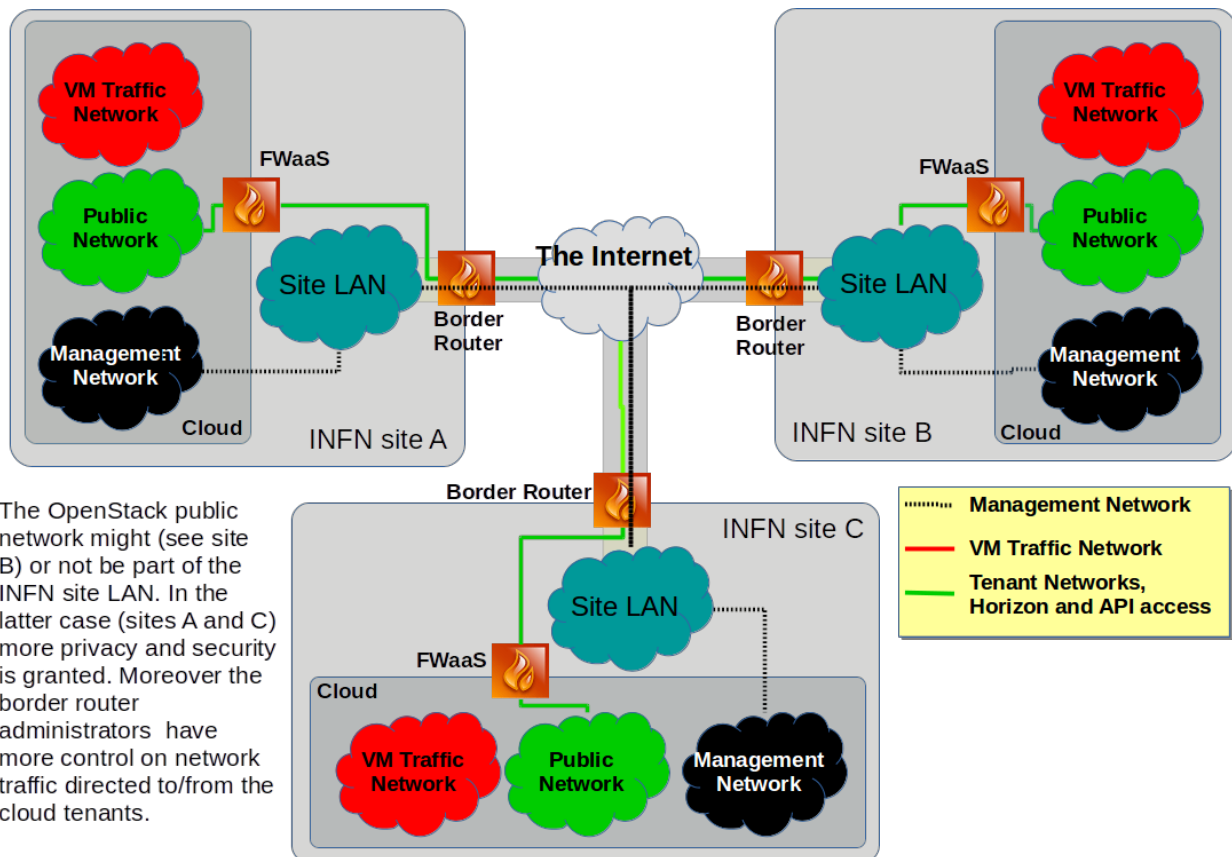 VM Traffic
Network
FWaaS
Public
Network
Site LAN
Management
Network
Cloud
INFN site A
Border
Router
The Internet
Border
Router
VM Traffic
Network
FWaaS
Public
Network
Site LAN
Management
Network
Cloud
INFN site B
The OpenStack public
network might (see site
B) or not be part of the
INFN site LAN. In the
latter case (sites A and C)
more privacy and security
is granted. Moreover the
border router
administrators  have
more control on network
traffic directed to/from the
cloud tenants.
Border Router
INFN site C
Site LAN
FWaaS
Cloud
VM Traffic
Network
Public
Network
Management
Network
Management Network
VM Traffic Network
Tenant Networks,
Horizon and API access